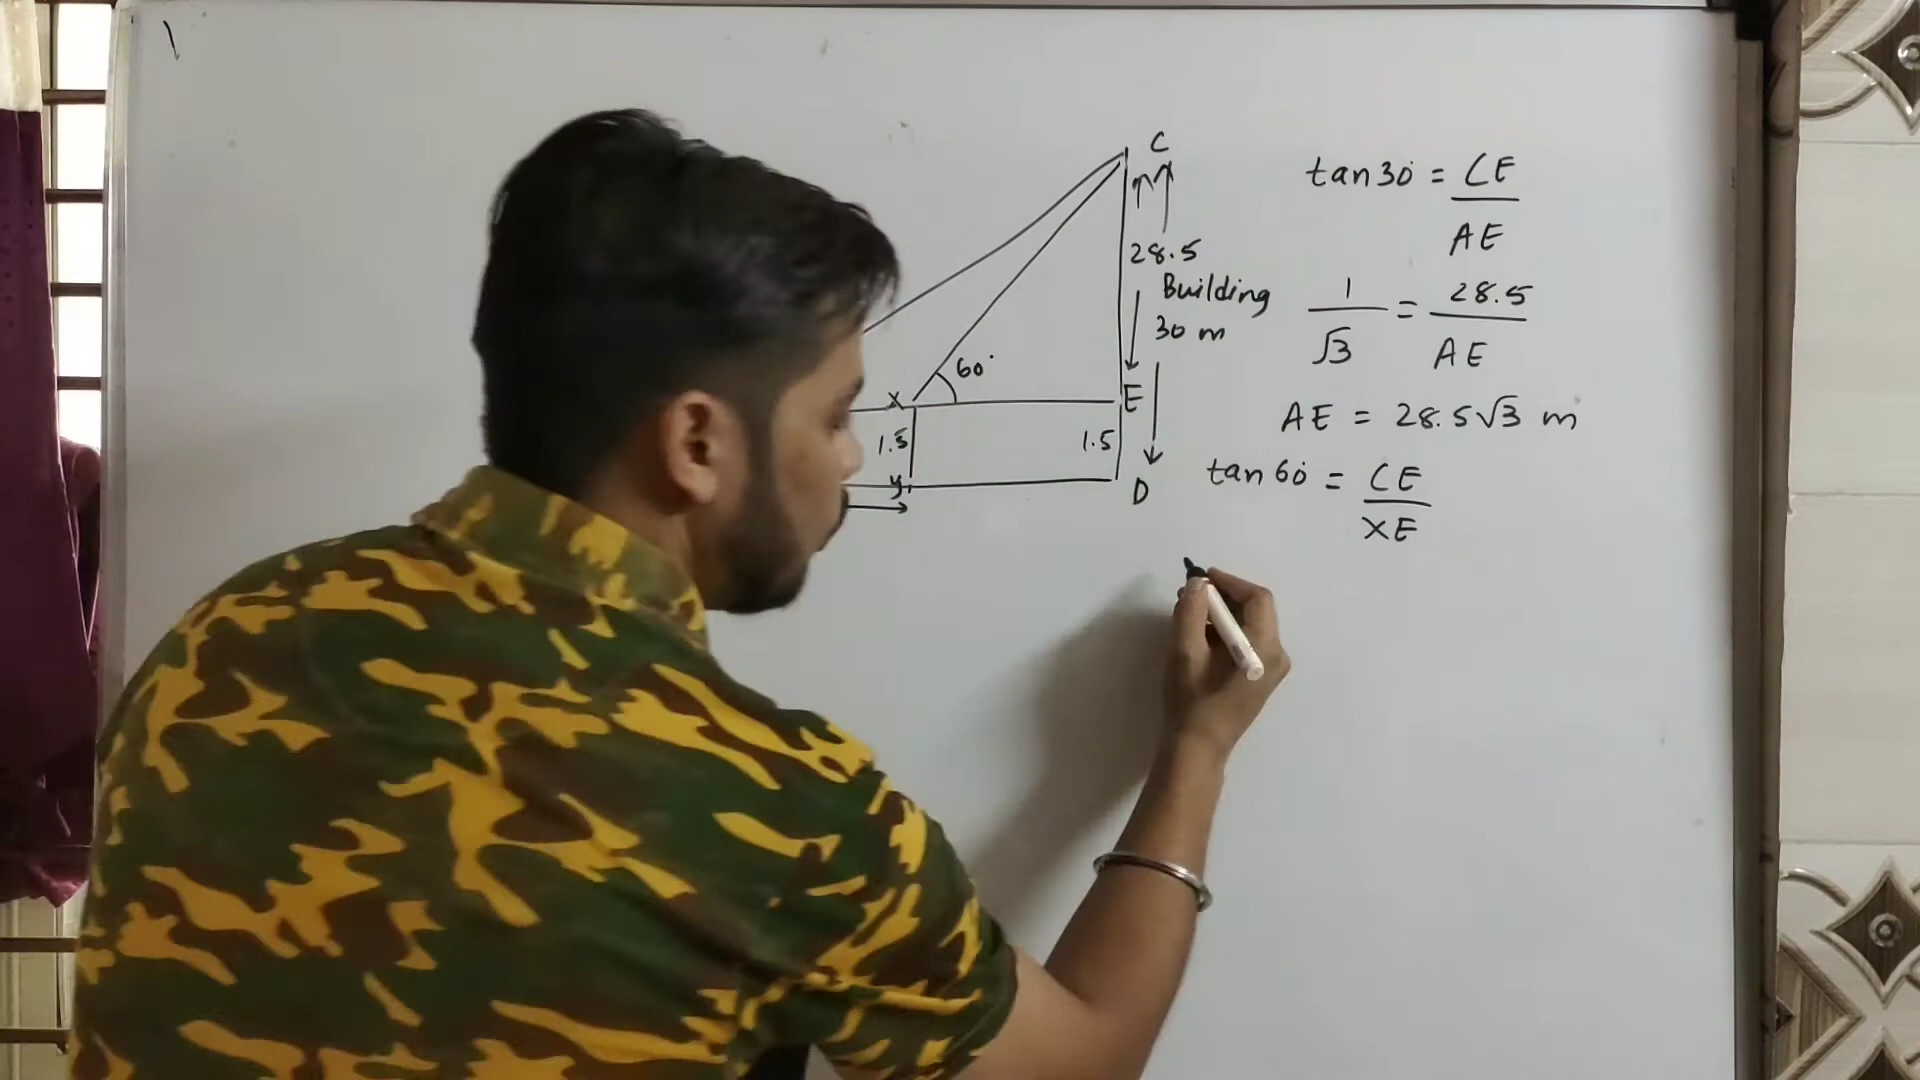 C
28.5
Building
30 m
60°
X
E
1.5
1.5
y
D
tan 30° = CE / AE
1 / √3 = 28.5 / AE
AE = 28.5√3 m
tan 60° = CE / XE